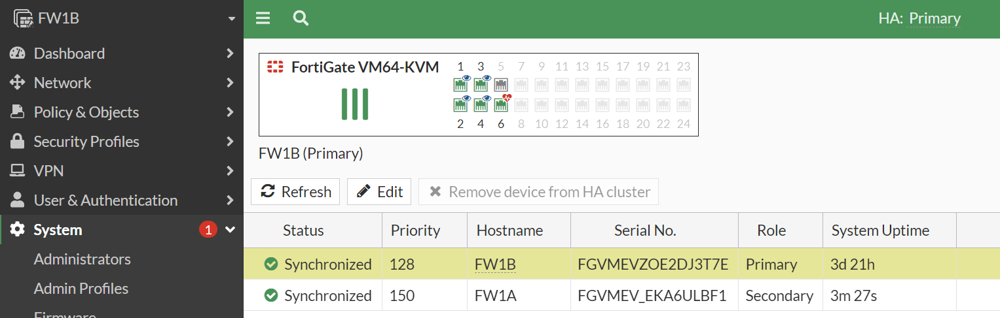 FW1B
HA: Primary
Dashboard
Network
Policy & Objects
Security Profiles
VPN
User & Authentication
System 1
Administrators
Admin Profiles
Firmware
FortiGate VM64-KVM
1 3 5 7 9 11 13 15 17 19 21 23
2 4 6 8 10 12 14 16 18 20 22 24
FW1B (Primary)
Refresh Edit Remove device from HA cluster
Status Priority Hostname Serial No. Role System Uptime
Synchronized 128 FW1B FGVMEVZOE2DJ3T7E Primary 3d 21h
Synchronized 150 FW1A FGVMEV_EKA6ULBF1 Secondary 3m 27s